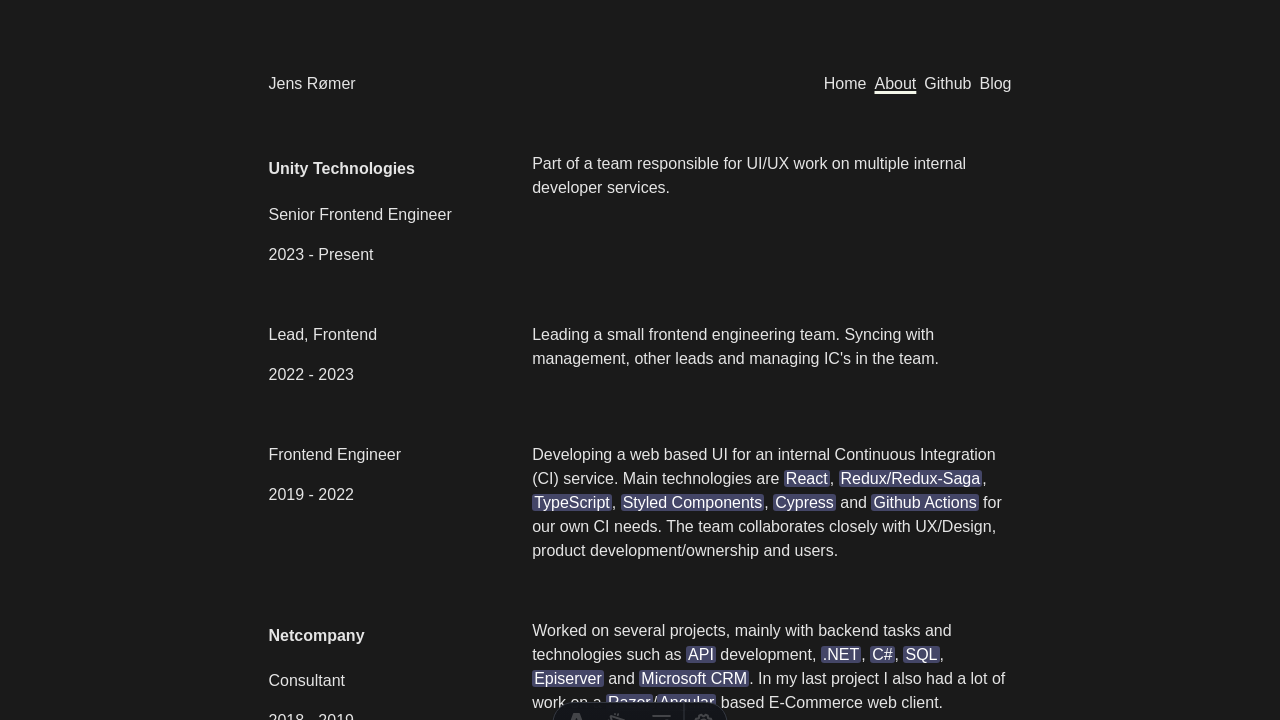 Jens Rømer
Home About Github Blog
Unity Technologies
Senior Frontend Engineer
2023 - Present
Part of a team responsible for UI/UX work on multiple internal
developer services.
Lead, Frontend
2022 - 2023
Leading a small frontend engineering team. Syncing with
management, other leads and managing IC's in the team.
Frontend Engineer
2019 - 2022
Developing a web based UI for an internal Continuous Integration
(CI) service. Main technologies are React, Redux/Redux-Saga,
TypeScript, Styled Components, Cypress and Github Actions for
our own CI needs. The team collaborates closely with UX/Design,
product development/ownership and users.
Netcompany
Consultant
2018 - 2019
Worked on several projects, mainly with backend tasks and
technologies such as API development, .NET, C#, SQL,
Episerver and Microsoft CRM. In my last project I also had a lot of
work on a Razor/Angular based E-Commerce web client.